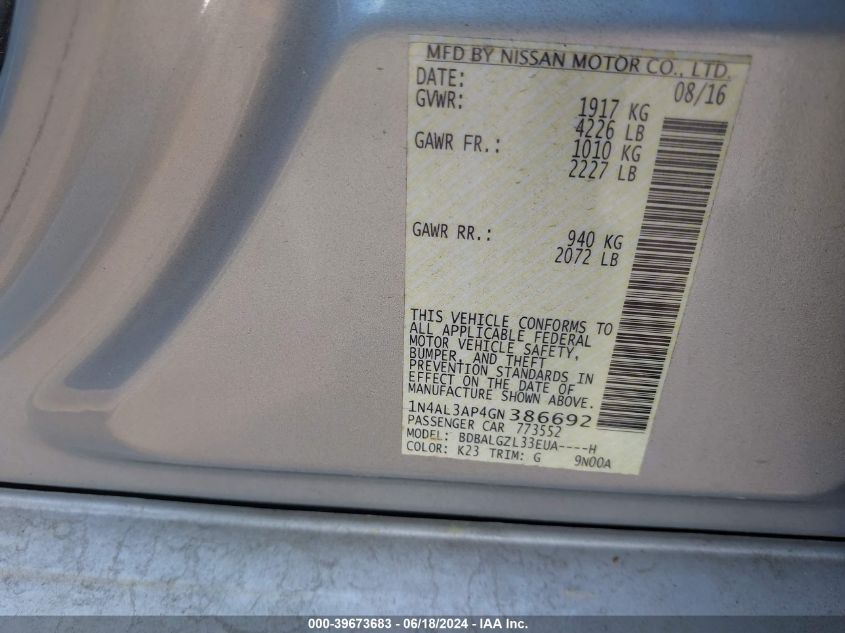 MFD BY NISSAN MOTOR CO., LTD.
DATE: 08/16
GVWR: 1917 KG
4226 LB
GAWR FR.: 1010 KG
2227 LB
GAWR RR.: 940 KG
2072 LB
THIS VEHICLE CONFORMS TO
ALL APPLICABLE FEDERAL
MOTOR VEHICLE SAFETY,
BUMPER, AND THEFT
PREVENTION STANDARDS IN
EFFECT ON THE DATE OF
MANUFACTURE SHOWN ABOVE.
1N4AL3AP4GN386692
PASSENGER CAR 773552
MODEL: BDBALGZL33EUA----H
COLOR: K23 TRIM: G 9N00A
000-39673683 - 06/18/2024 - IAA Inc.